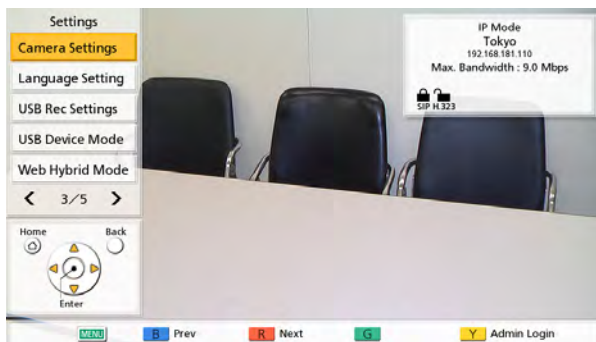 Settings
Camera Settings
Language Setting
USB Rec Settings
USB Device Mode
Web Hybrid Mode
3/5
Home
Back
Enter
IP Mode
Tokyo
192.168.181.110
Max. Bandwidth : 9.0 Mbps
SIP H.323
MENU
B Prev
R Next
G
Y Admin Login